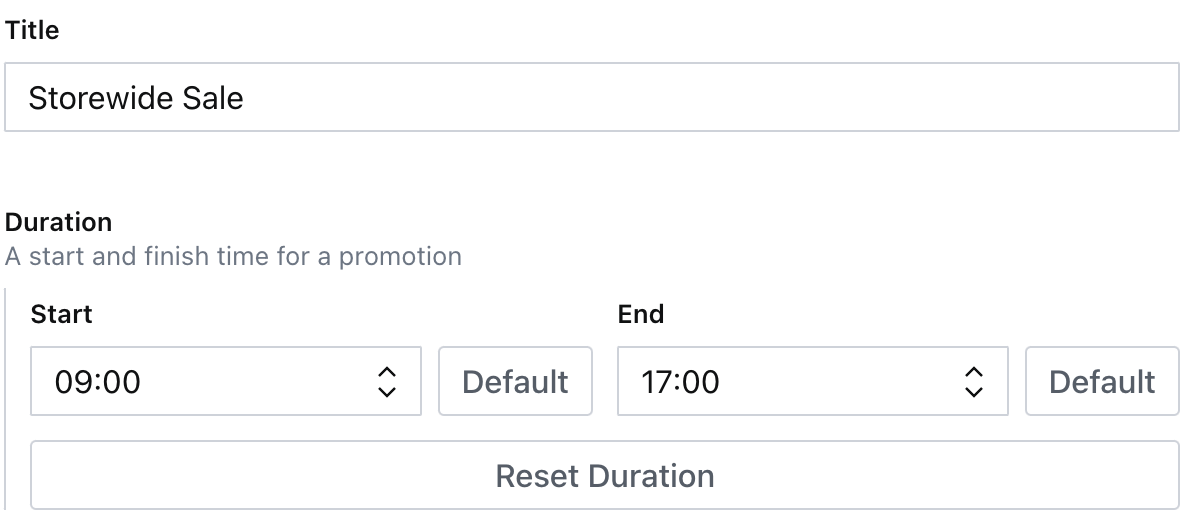 Title
Storewide Sale
Duration
A start and finish time for a promotion
Start End
09:00 Default 17:00 Default
Reset Duration